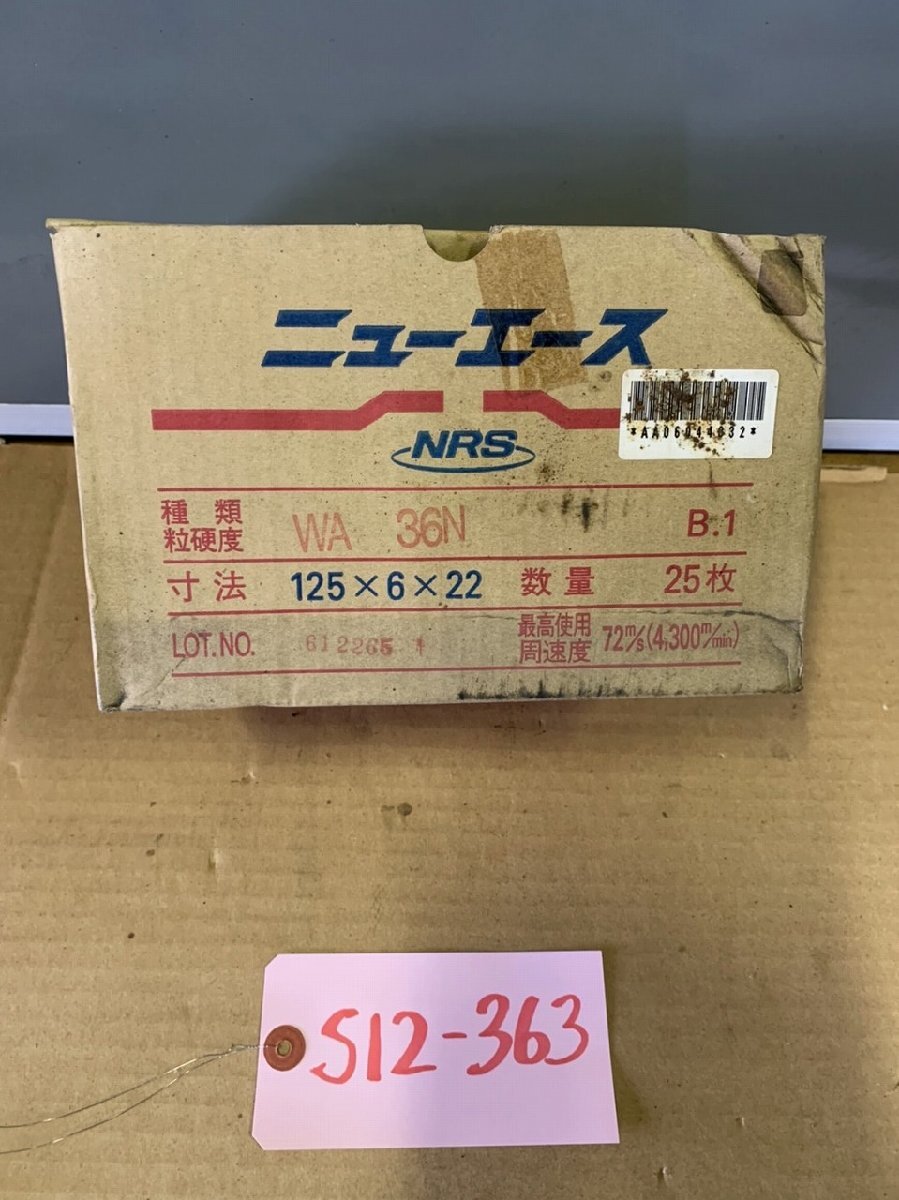 ニューエース
NRS
種類
粒硬度 WA 36N B.1
寸法 125×6×22 数量 25枚
LOT.NO. 612265 1
最高使用
周速度 72m/s(4,300m/min)
S12-363